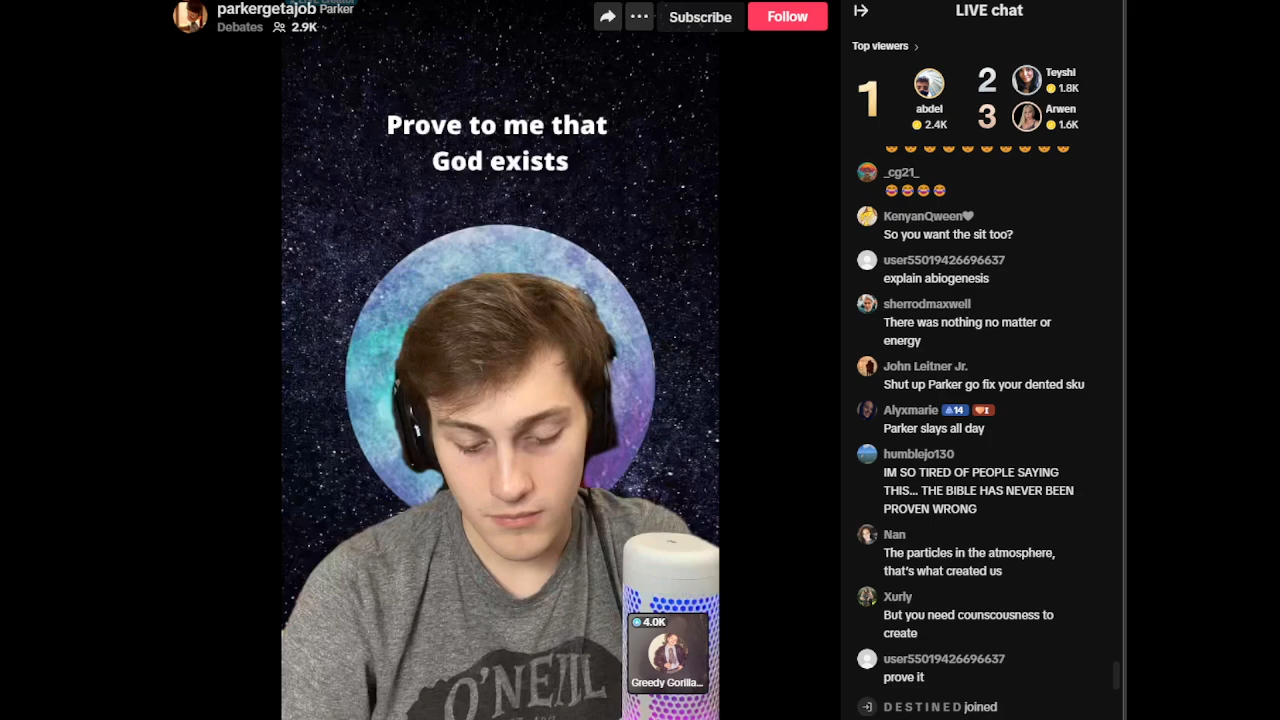 parkergetajob Parker
Debates 2.9K
Subscribe
Follow
Prove to me that
God exists
O'NEILL
4.0K
Greedy Gorilla...
LIVE chat
Top viewers >
1
abdel
2.4K
2
Teyshi
1.8K
3
Arwen
1.6K
_cg21_
KenyanQween
So you want the sit too?
user55019426696637
explain abiogenesis
sherrodmaxwell
There was nothing no matter or
energy
John Leitner Jr.
Shut up Parker go fix your dented sku
Alyxmarie 14 I
Parker slays all day
humblejo130
IM SO TIRED OF PEOPLE SAYING
THIS... THE BIBLE HAS NEVER BEEN
PROVEN WRONG
Nan
The particles in the atmosphere,
that's what created us
Xurly
But you need counscousness to
create
user55019426696637
prove it
D E S T I N E D joined